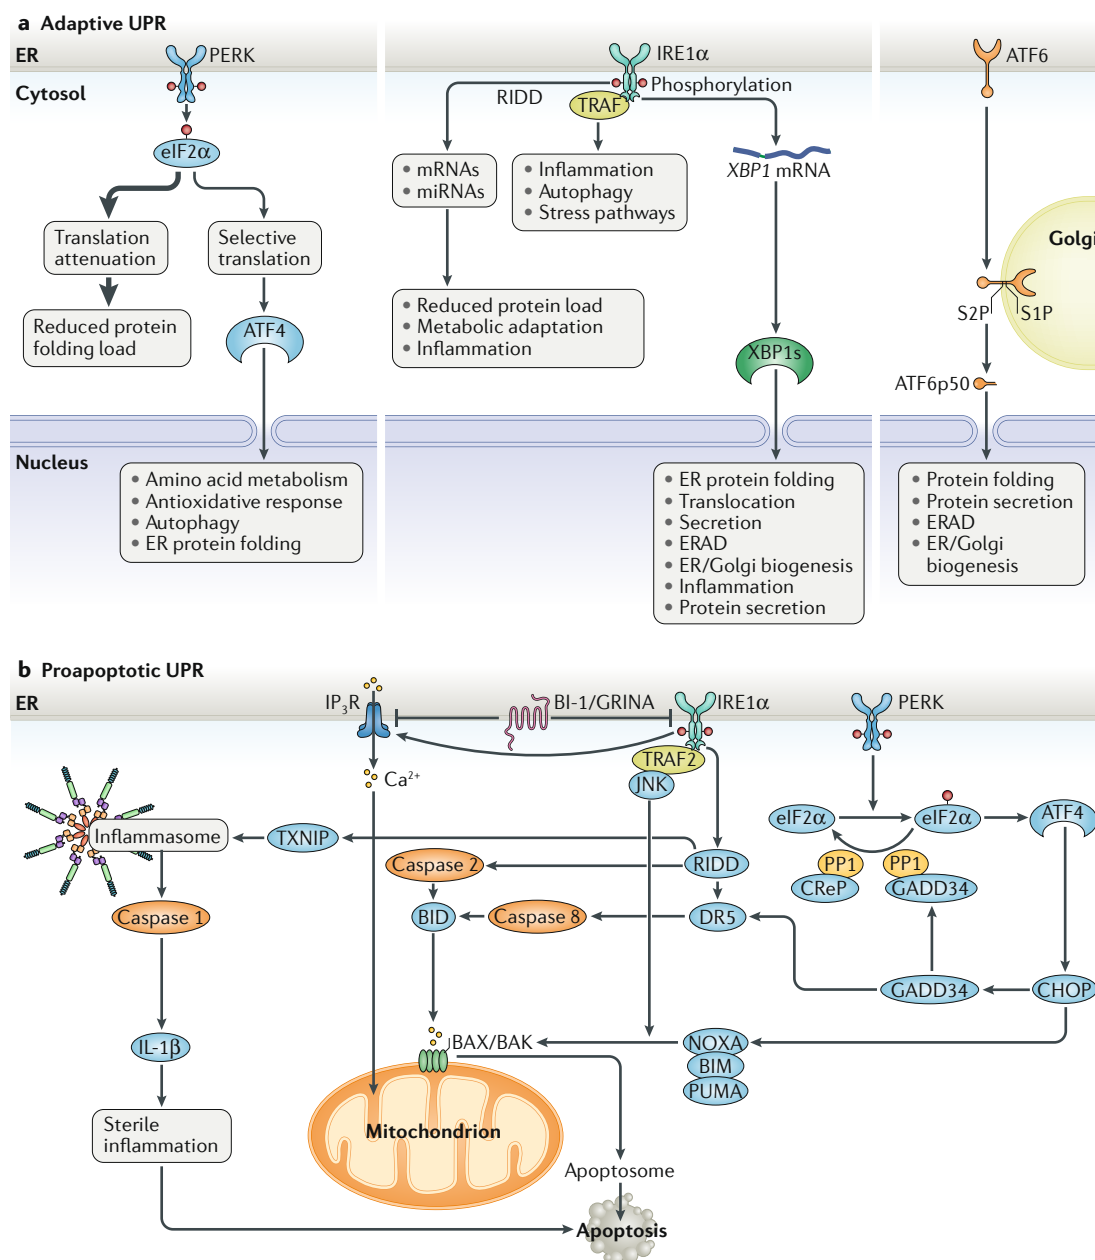 a Adaptive UPR
ER
PERK
Cytosol
eIF2α
Translation
attenuation
Selective
translation
Reduced protein
folding load
ATF4
Nucleus
• Amino acid metabolism
• Antioxidative response
• Autophagy
• ER protein folding
IRE1α
RIDD
Phosphorylation
TRAF
• mRNAs
• miRNAs
• Inflammation
• Autophagy
• Stress pathways
XBP1 mRNA
• Reduced protein load
• Metabolic adaptation
• Inflammation
XBP1s
• ER protein folding
• Translocation
• Secretion
• ERAD
• ER/Golgi biogenesis
• Inflammation
• Protein secretion
ATF6
Golgi
S2P
S1P
ATF6p50
• Protein folding
• Protein secretion
• ERAD
• ER/Golgi
biogenesis
b Proapoptotic UPR
ER
IP3R
BI-1/GRINA
IRE1α
PERK
TRAF2
JNK
Ca2+
Inflammasome
TXNIP
Caspase 2
RIDD
eIF2α
eIF2α
ATF4
PP1
CReP
PP1
GADD34
Caspase 1
BID
Caspase 8
DR5
GADD34
CHOP
IL-1β
BAX/BAK
NOXA
BIM
PUMA
Sterile
inflammation
Mitochondrion
Apoptosome
Apoptosis